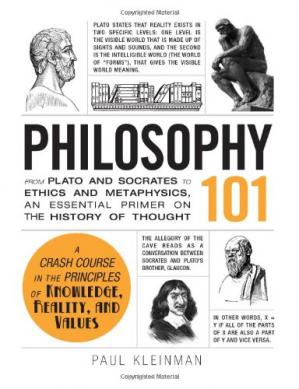 PLATO STATES THAT REALITY EXISTS IN
TWO SPECIFIC LEVELS: ONE LEVEL IS
THE VISIBLE WORLD THAT IS MADE UP OF
SIGHTS AND SOUNDS, AND THE SECOND
IS THE INTELLIGIBLE WORLD (THE WORLD
OF "FORMS"), THAT GIVES THE VISIBLE
WORLD MEANING.
PHILOSOPHY
FROM PLATO AND SOCRATES TO
ETHICS AND METAPHYSICS,
AN ESSENTIAL PRIMER ON
THE HISTORY OF THOUGHT
101
A
CRASH COURSE
IN THE PRINCIPLES
OF KNOWLEDGE,
REALITY, AND
VALUES
THE ALLEGORY OF THE
CAVE READS AS A
CONVERSATION BETWEEN
SOCRATES AND PLATO'S
BROTHER, GLAUCON.
IN OTHER WORDS, X =
Y IF ALL OF THE PARTS
OF X ARE ALSO A PART
OF Y AND VICE VERSA.
PAUL KLEINMAN
Copyrighted Material
Copyrighted Material